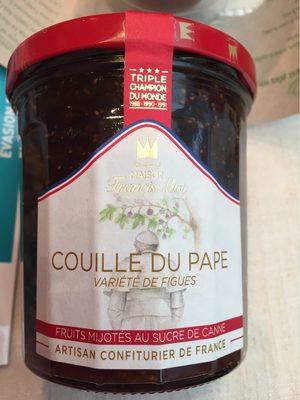 TRIPLE
CHAMPION
DU MONDE
1988 - 1990 - 1991
MAISON
Francis Miot
COUILLE DU PAPE
VARIÉTÉ DE FIGUES
FRUITS MIJOTÉS AU SUCRE DE CANNE
ARTISAN CONFITURIER DE FRANCE